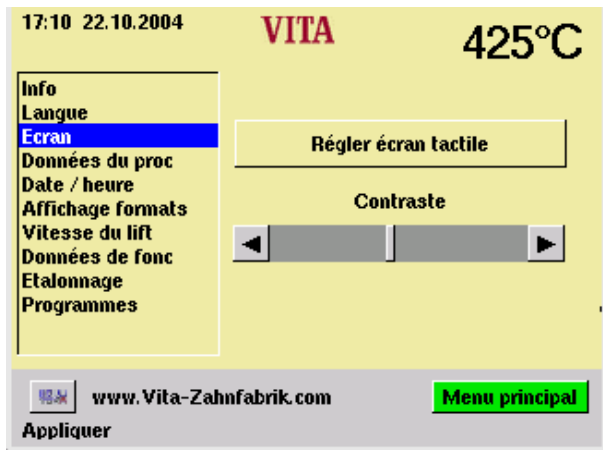 17:10 22.10.2004
VITA
425°C
Info
Langue
Ecran
Données du proc
Date / heure
Affichage formats
Vitesse du lift
Données de fonc
Etalonnage
Programmes
Régler écran tactile
Contraste
www.Vita-Zahnfabrik.com
Menu principal
Appliquer